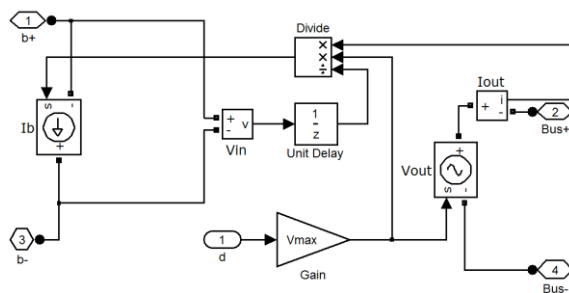 1
b+
Divide
×
×
÷
s
-
Ib
+
+
-
v
VIn
1
z
Unit Delay
Iout
+
i
-
2
Bus+
Vout
+
s
-
3
b-
1
d
Vmax
Gain
4
Bus-